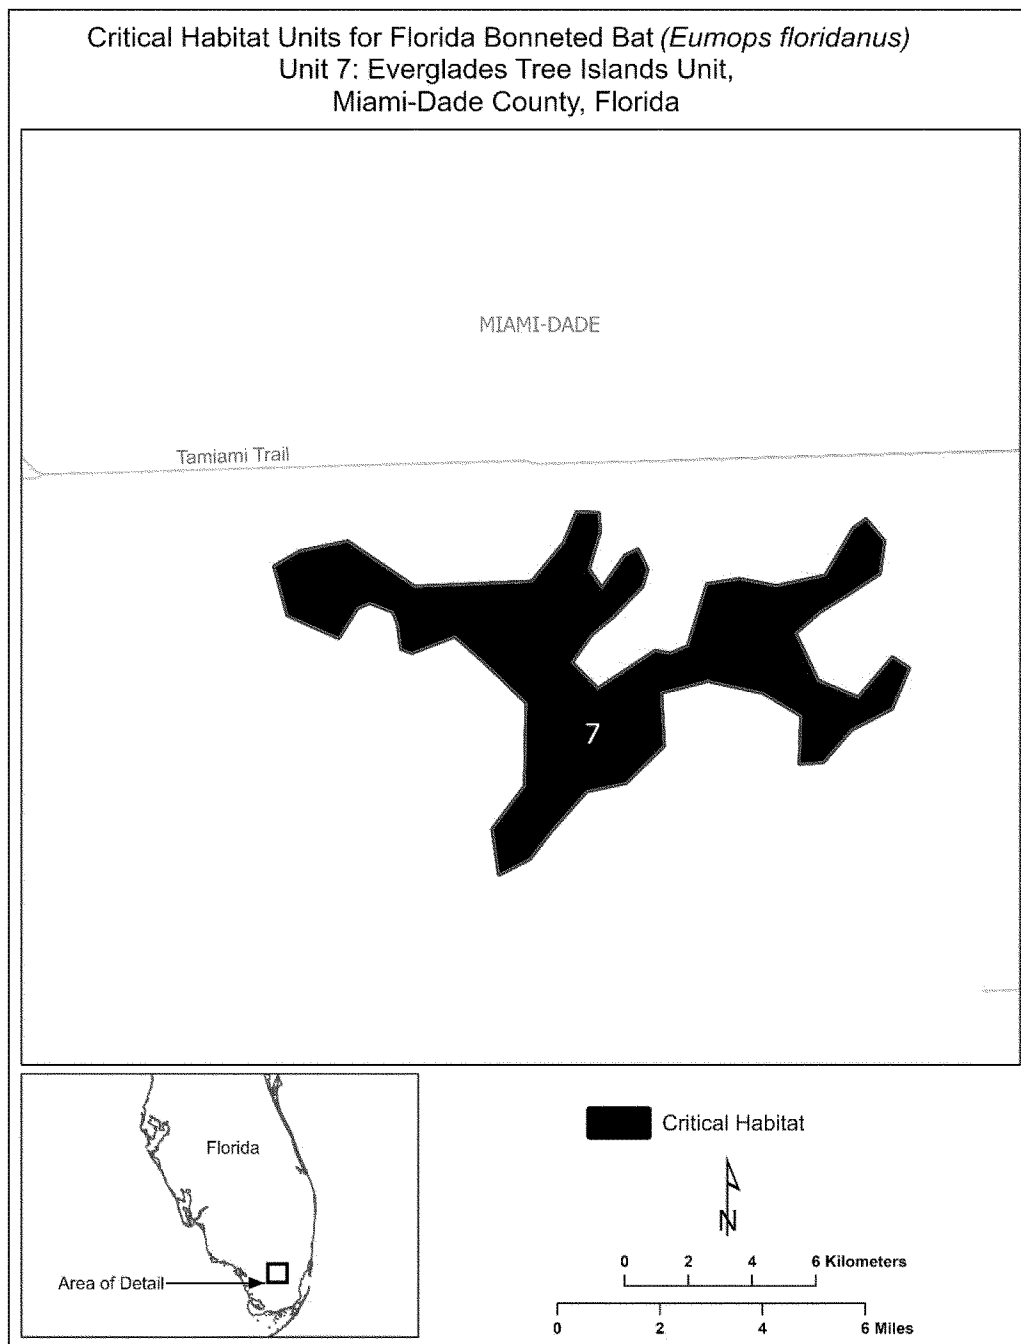 Critical Habitat Units for Florida Bonneted Bat (Eumops floridanus)
Unit 7: Everglades Tree Islands Unit,
Miami-Dade County, Florida
MIAMI-DADE
Tamiami Trail
7
Florida
Area of Detail
Critical Habitat
N
0 2 4 6 Kilometers
0 2 4 6 Miles